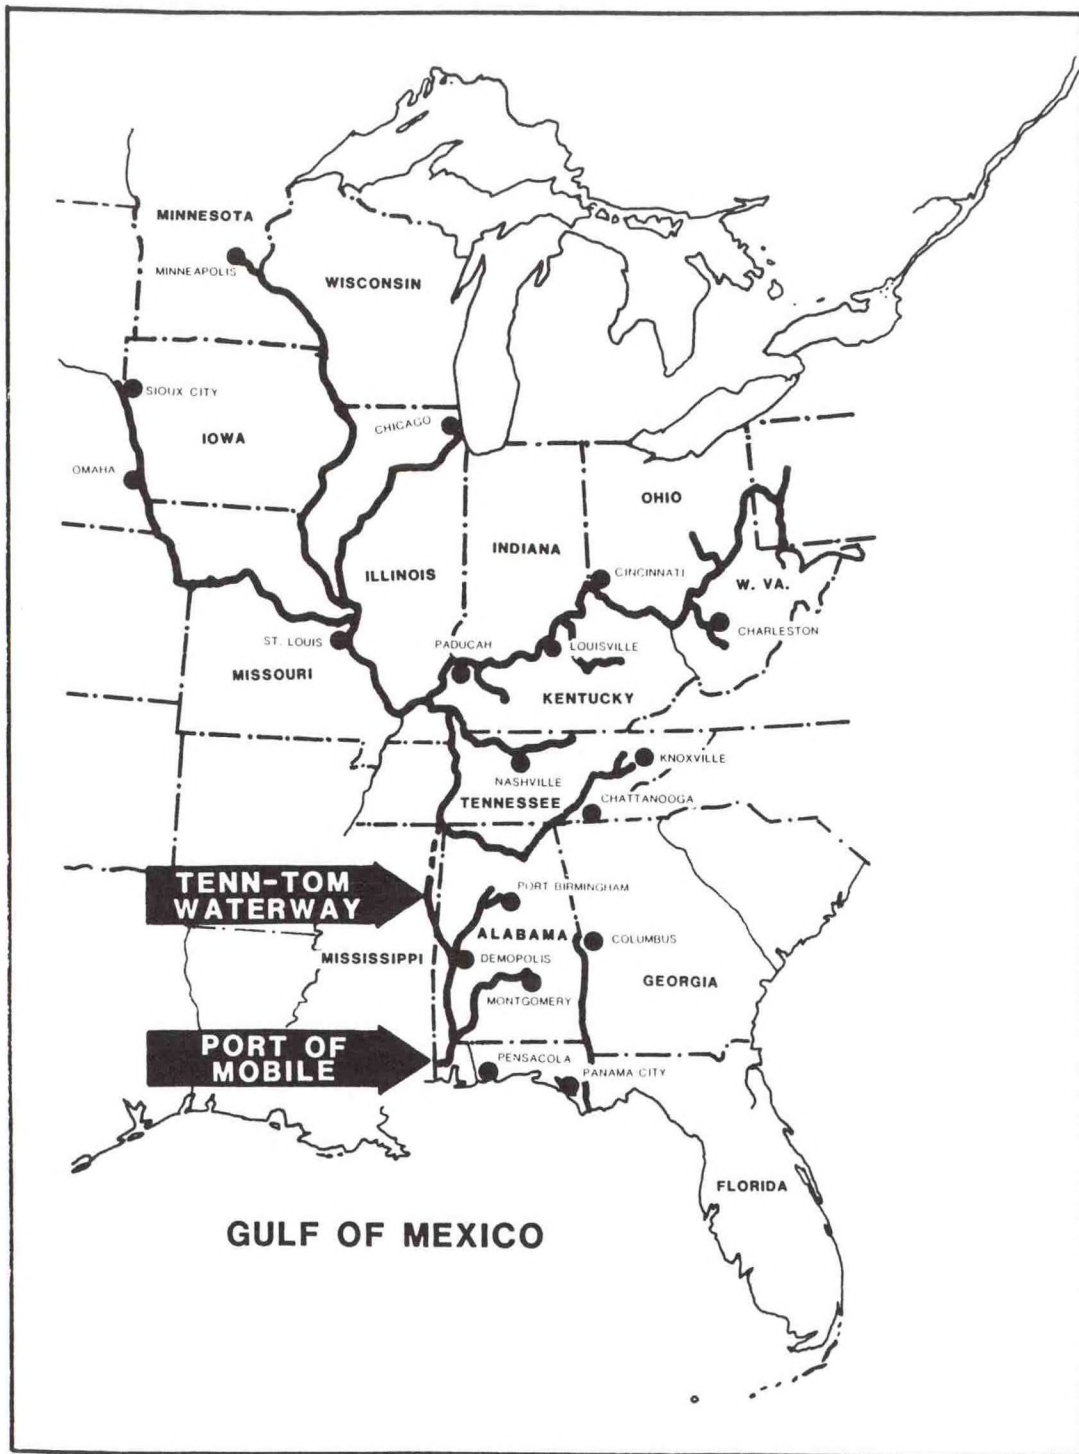 MINNESOTA
MINNEAPOLIS
WISCONSIN
SIOUX CITY
IOWA
CHICAGO
OMAHA
OHIO
INDIANA
ILLINOIS
CINCINNATI
W. VA.
CHARLESTON
ST. LOUIS
PADUCAH
LOUISVILLE
MISSOURI
KENTUCKY
KNOXVILLE
NASHVILLE
TENNESSEE
CHATTANOOGA
TENN-TOM
WATERWAY
PORT BIRMINGHAM
ALABAMA
COLUMBUS
MISSISSIPPI
DEMOPOLIS
GEORGIA
MONTGOMERY
PORT OF
MOBILE
PENSACOLA
PANAMA CITY
FLORIDA
GULF OF MEXICO